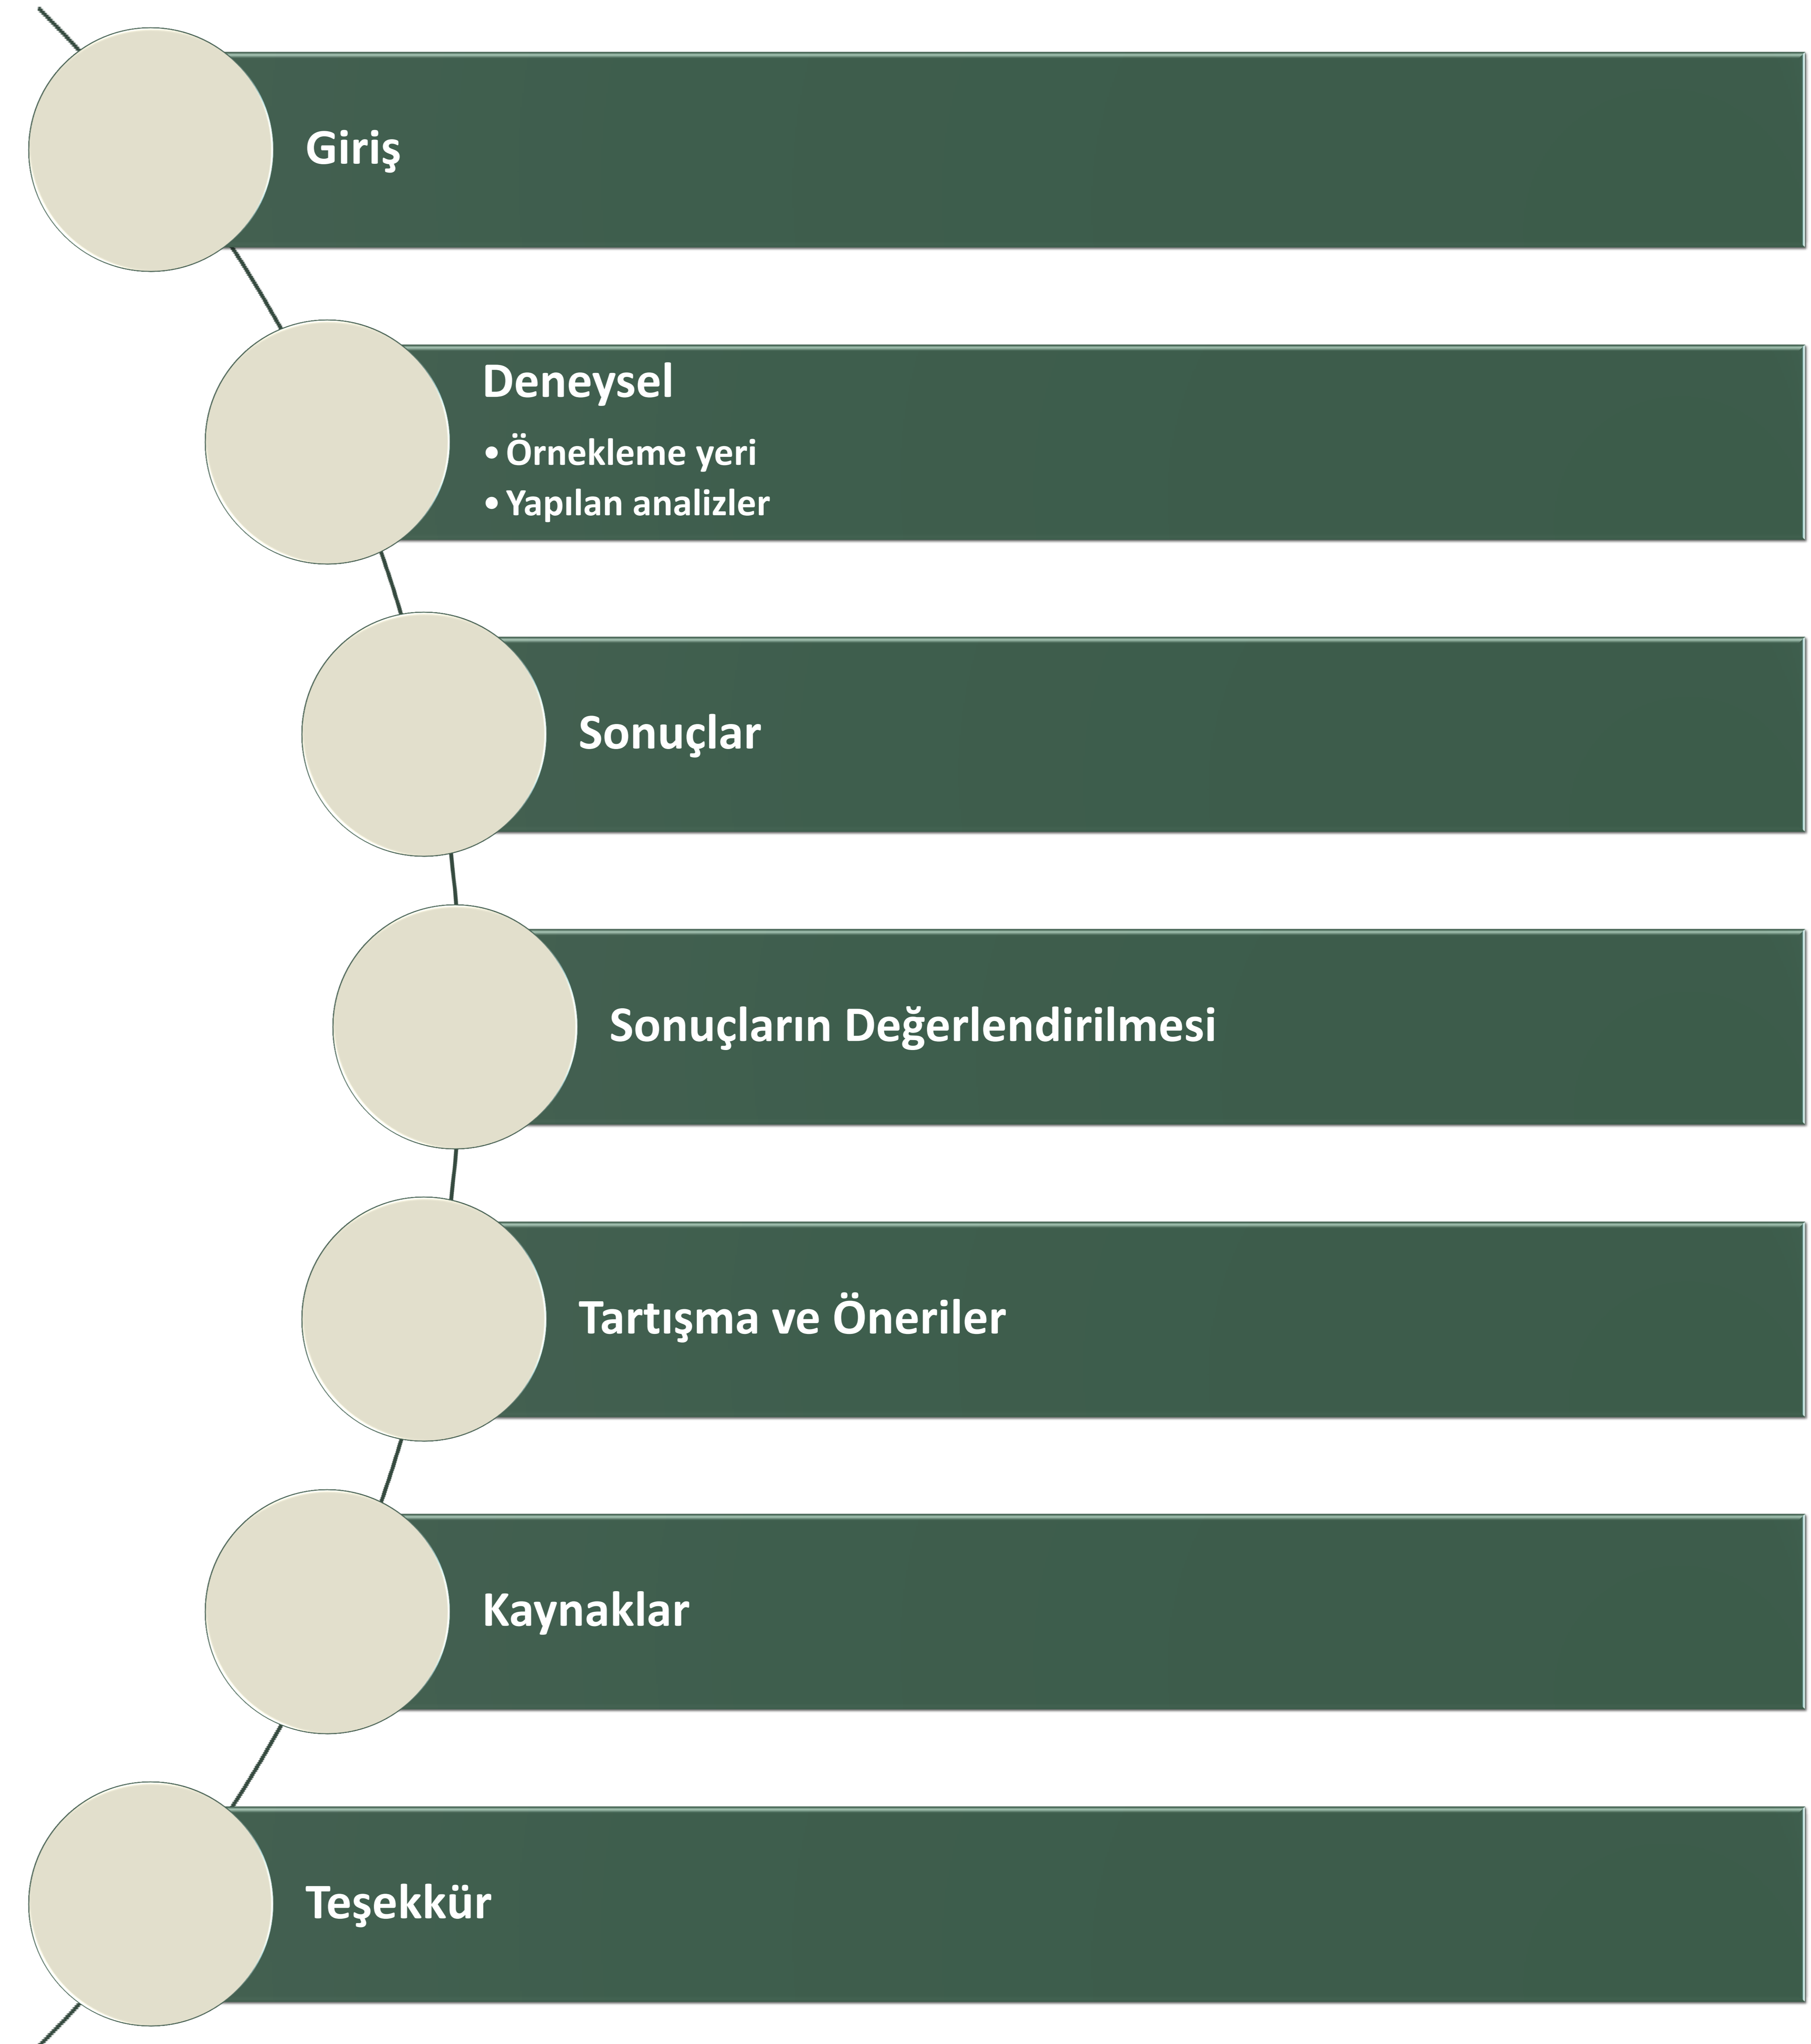 Giriş
Deneysel
• Örnekleme yeri
• Yapılan analizler
Sonuçlar
Sonuçların Değerlendirilmesi
Tartışma ve Öneriler
Kaynaklar
Teşekkür